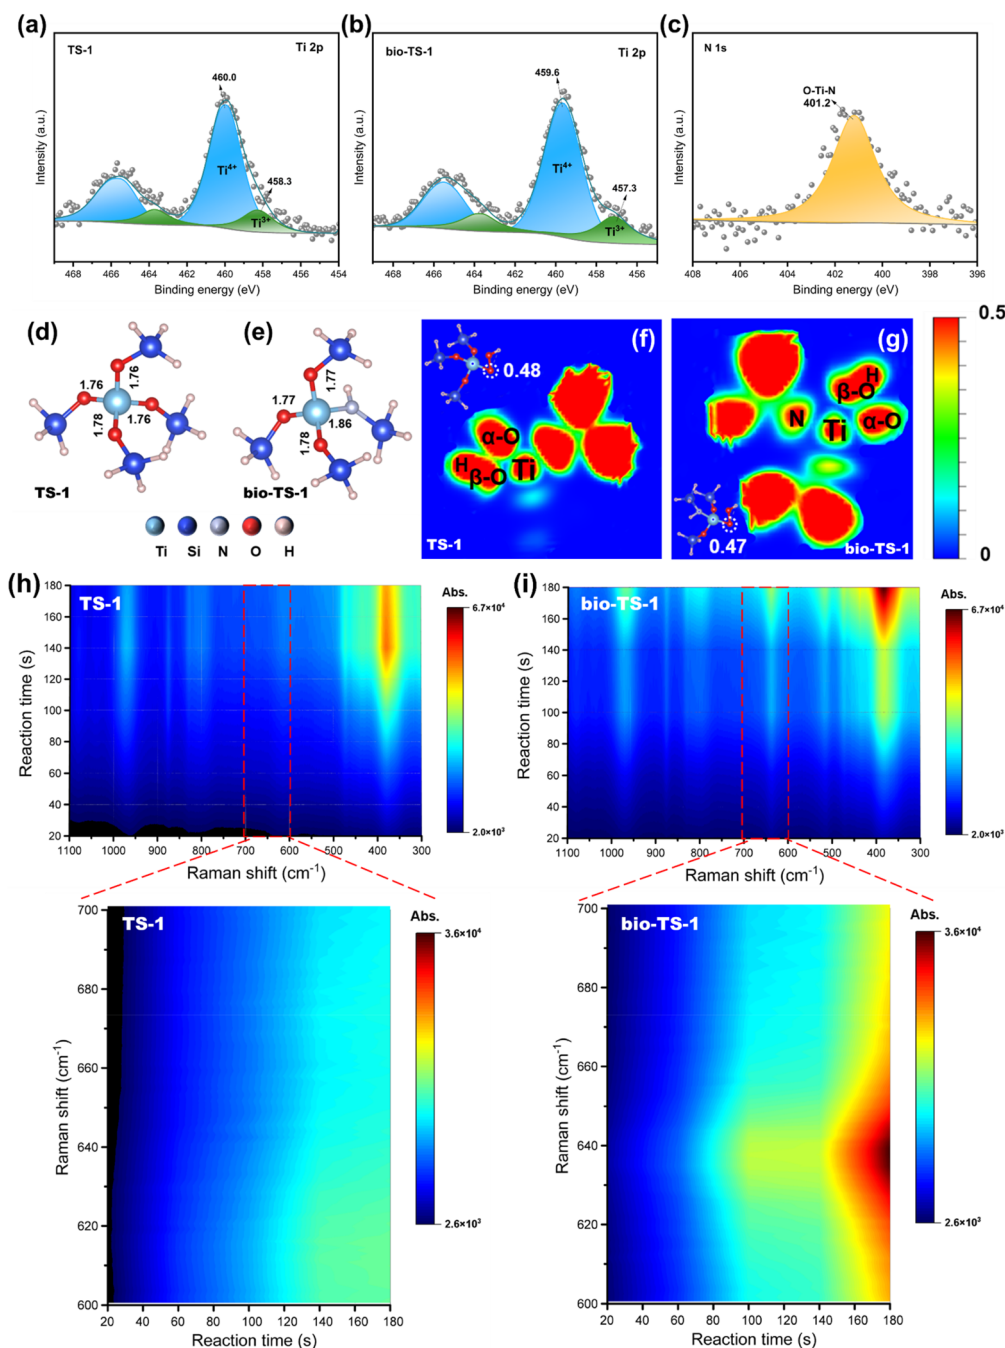 (a)
TS-1
Ti 2p
460.0
Ti4+
458.3
Ti3+
Intensity (a.u.)
468 466 464 462 460 458 456 454
Binding energy (eV)
(b)
bio-TS-1
Ti 2p
459.6
Ti4+
457.3
Ti3+
Intensity (a.u.)
468 466 464 462 460 458 456
Binding energy (eV)
(c)
N 1s
O-Ti-N
401.2
Intensity (a.u.)
408 406 404 402 400 398 396
Binding energy (eV)
(d)
1.76
1.76
1.78
1.76
TS-1
(e)
1.77
1.77
1.86
1.78
bio-TS-1
Ti Si N O H
(f)
0.48
α-O
H
β-O
Ti
TS-1
(g)
H
β-O
N
Ti
α-O
0.47
bio-TS-1
0.5
0
(h)
TS-1
Abs.
6.7×10⁴
2.0×10³
Reaction time (s)
180
160
140
120
100
80
60
40
20
1100 1000 900 800 700 600 500 400 300
Raman shift (cm⁻¹)
(i)
bio-TS-1
Abs.
6.7×10⁴
2.0×10³
Reaction time (s)
180
160
140
120
100
80
60
40
20
1100 1000 900 800 700 600 500 400 300
Raman shift (cm⁻¹)
TS-1
Abs.
3.6×10⁴
2.6×10³
Raman shift (cm⁻¹)
700
680
660
640
620
600
20 40 60 80 100 120 140 160 180
Reaction time (s)
bio-TS-1
Abs.
3.6×10⁴
2.6×10³
Raman shift (cm⁻¹)
700
680
660
640
620
600
20 40 60 80 100 120 140 160 180
Reaction time (s)